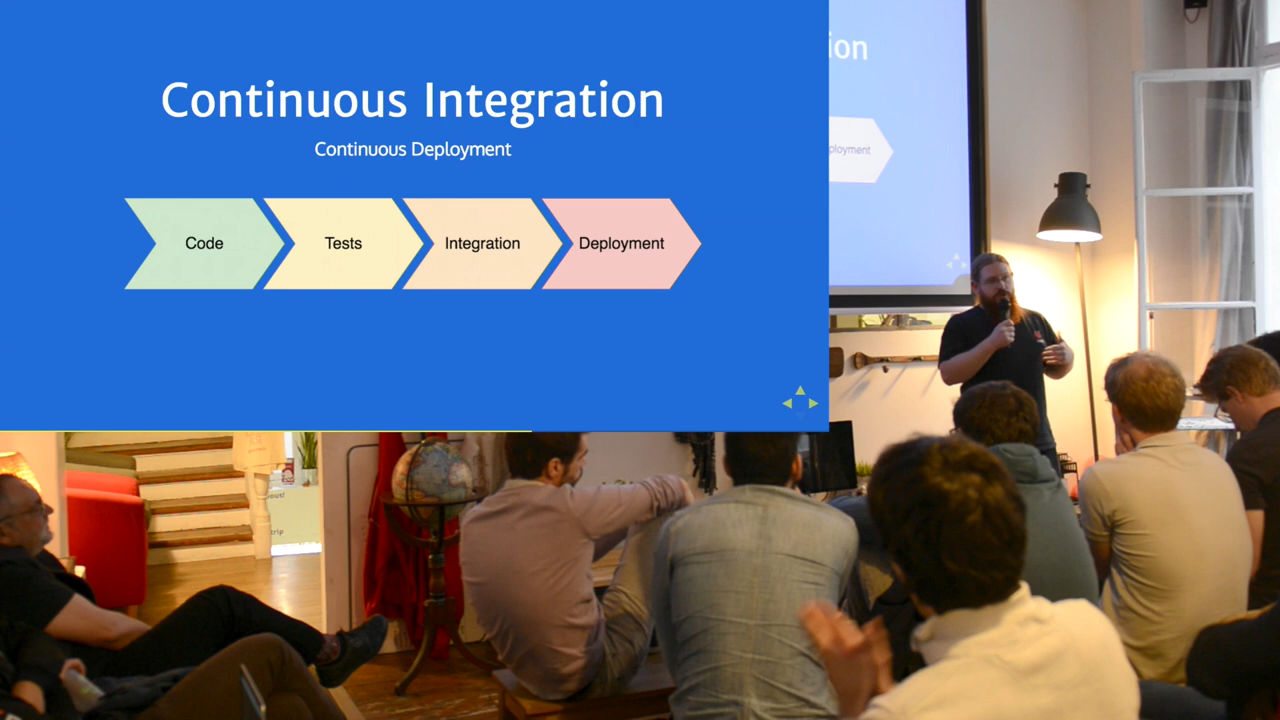 Continuous Integration
Continuous Deployment
Code
Tests
Integration
Deployment
ion
ployment